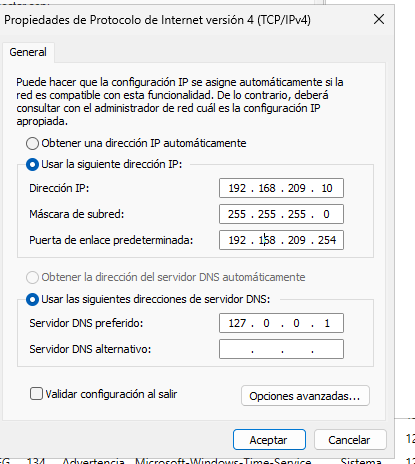 Propiedades de Protocolo de Internet versión 4 (TCP/IPv4)
General
Puede hacer que la configuración IP se asigne automáticamente si la
red es compatible con esta funcionalidad. De lo contrario, deberá
consultar con el administrador de red cuál es la configuración IP
apropiada.
Obtener una dirección IP automáticamente
Usar la siguiente dirección IP:
Dirección IP: 192 . 168 . 209 . 10
Máscara de subred: 255 . 255 . 255 . 0
Puerta de enlace predeterminada: 192 . 158 . 209 . 254
Obtener la dirección del servidor DNS automáticamente
Usar las siguientes direcciones de servidor DNS:
Servidor DNS preferido: 127 . 0 . 0 . 1
Servidor DNS alternativo: . . .
Validar configuración al salir
Opciones avanzadas...
Aceptar
Cancelar
134 Advertencia Microsoft-Windows-Time-Service Sistema